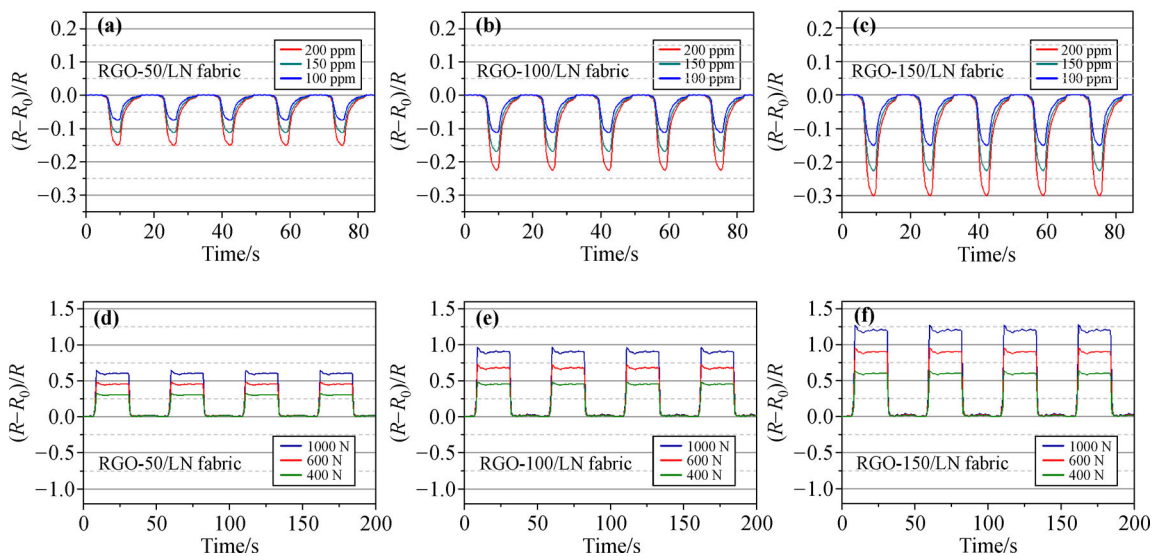 (a)
0.2
0.1
0.0
−0.1
−0.2
−0.3
(R−R0)/R
200 ppm
150 ppm
100 ppm
RGO-50/LN fabric
0 20 40 60 80
Time/s
(b)
0.2
0.1
0.0
−0.1
−0.2
−0.3
(R−R0)/R
200 ppm
150 ppm
100 ppm
RGO-100/LN fabric
0 20 40 60 80
Time/s
(c)
0.2
0.1
0.0
−0.1
−0.2
−0.3
(R−R0)/R
200 ppm
150 ppm
100 ppm
RGO-150/LN fabric
0 20 40 60 80
Time/s
(d)
1.5
1.0
0.5
0.0
−0.5
−1.0
(R−R0)/R
1000 N
600 N
400 N
RGO-50/LN fabric
0 50 100 150 200
Time/s
(e)
1.5
1.0
0.5
0.0
−0.5
−1.0
(R−R0)/R
1000 N
600 N
400 N
RGO-100/LN fabric
0 50 100 150 200
Time/s
(f)
1.5
1.0
0.5
0.0
−0.5
−1.0
(R−R0)/R
1000 N
600 N
400 N
RGO-150/LN fabric
0 50 100 150 200
Time/s